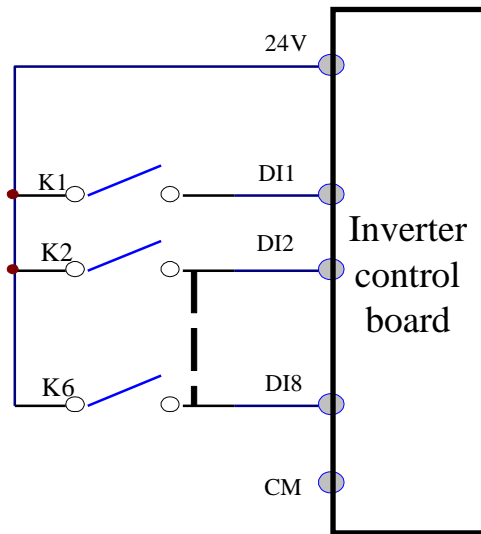 24V
K1
DI1
K2
DI2
Inverter
control
board
K6
DI8
CM